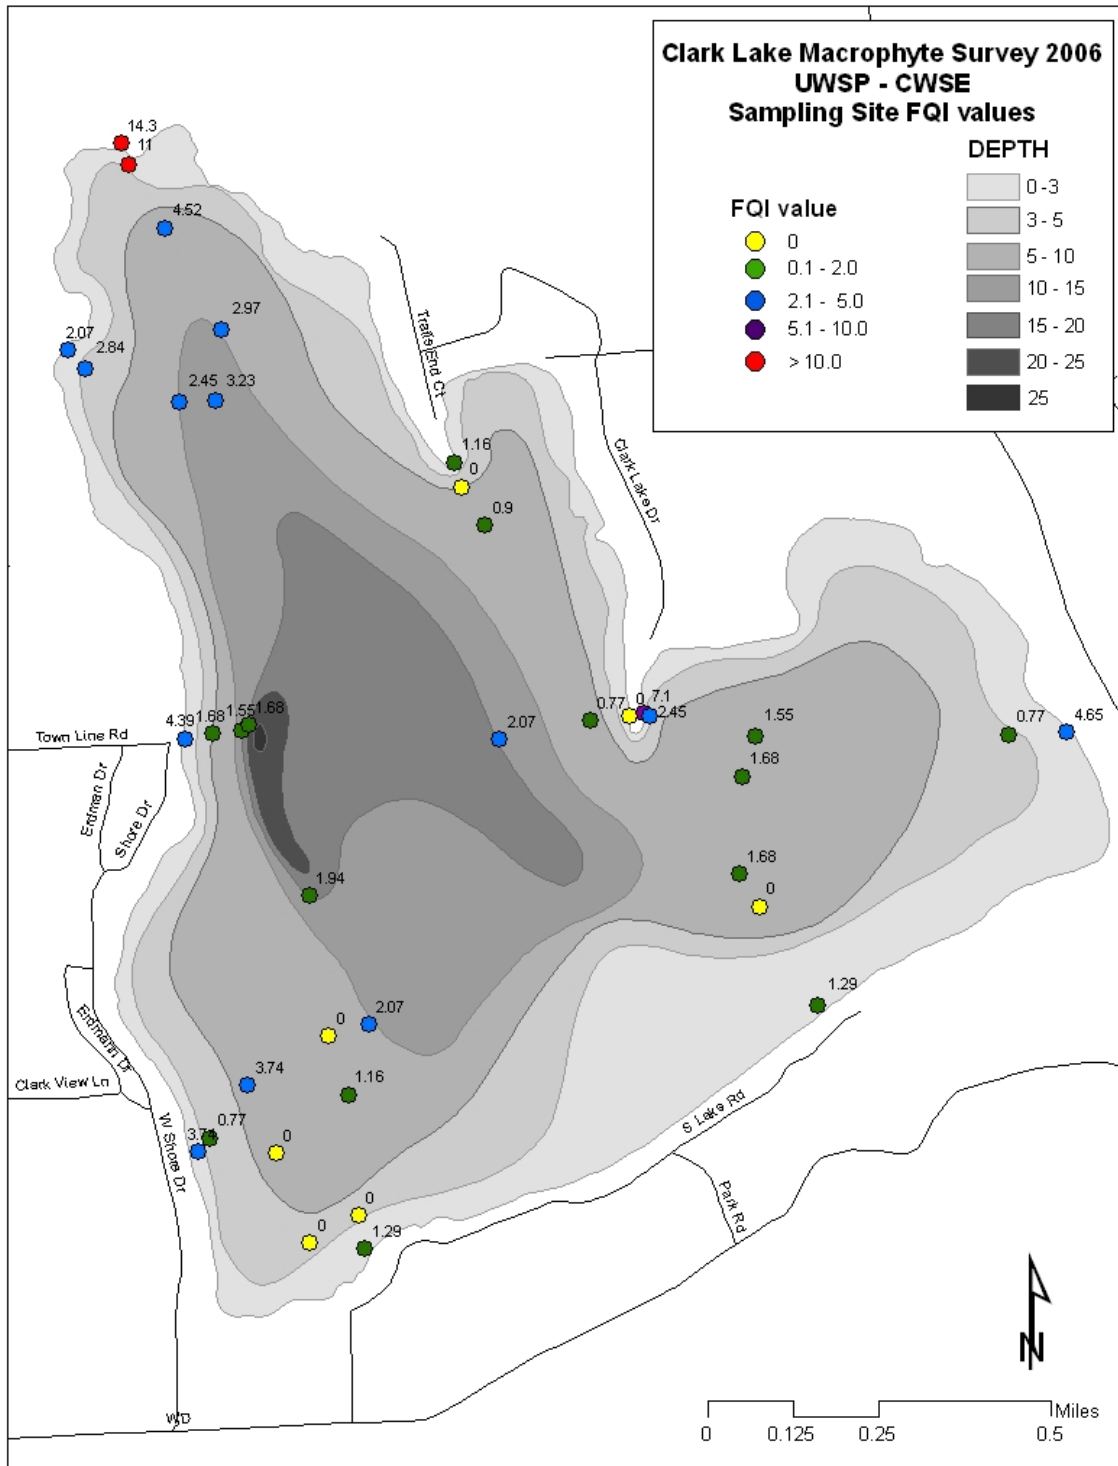 Clark Lake Macrophyte Survey 2006
UWSP - CWSE
Sampling Site FQI values
DEPTH
FQI value
0
0.1 - 2.0
2.1 - 5.0
5.1 - 10.0
> 10.0
0 -3
3 - 5
5 - 10
10 - 15
15 - 20
20 - 25
25
14.3
11
4.52
2.97
2.07
2.84
2.45
3.23
Trails End Ct
Clark Lake Dr
1.16
0
0.9
4.39
1.68
1.55
1.68
2.07
0.77
0
7.1
2.45
1.55
1.68
0.77
4.65
Town Line Rd
Erdman Dr
Shore Dr
1.94
1.68
0
1.29
0
2.07
Erdmann Dr
Clark View Ln
3.74
1.16
0.77
3.74
0
W Shore Dr
S Lake Rd
Park Rd
0
0
1.29
N
WD
Miles
0
0.125
0.25
0.5